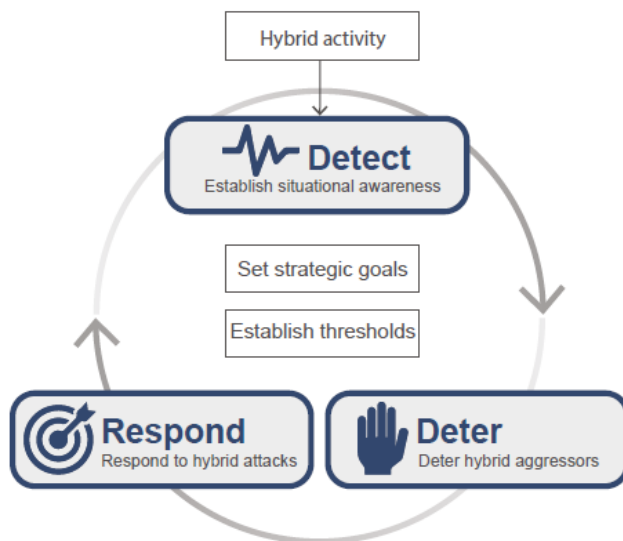 Hybrid activity
Detect
Establish situational awareness
Set strategic goals
Establish thresholds
Respond
Respond to hybrid attacks
Deter
Deter hybrid aggressors